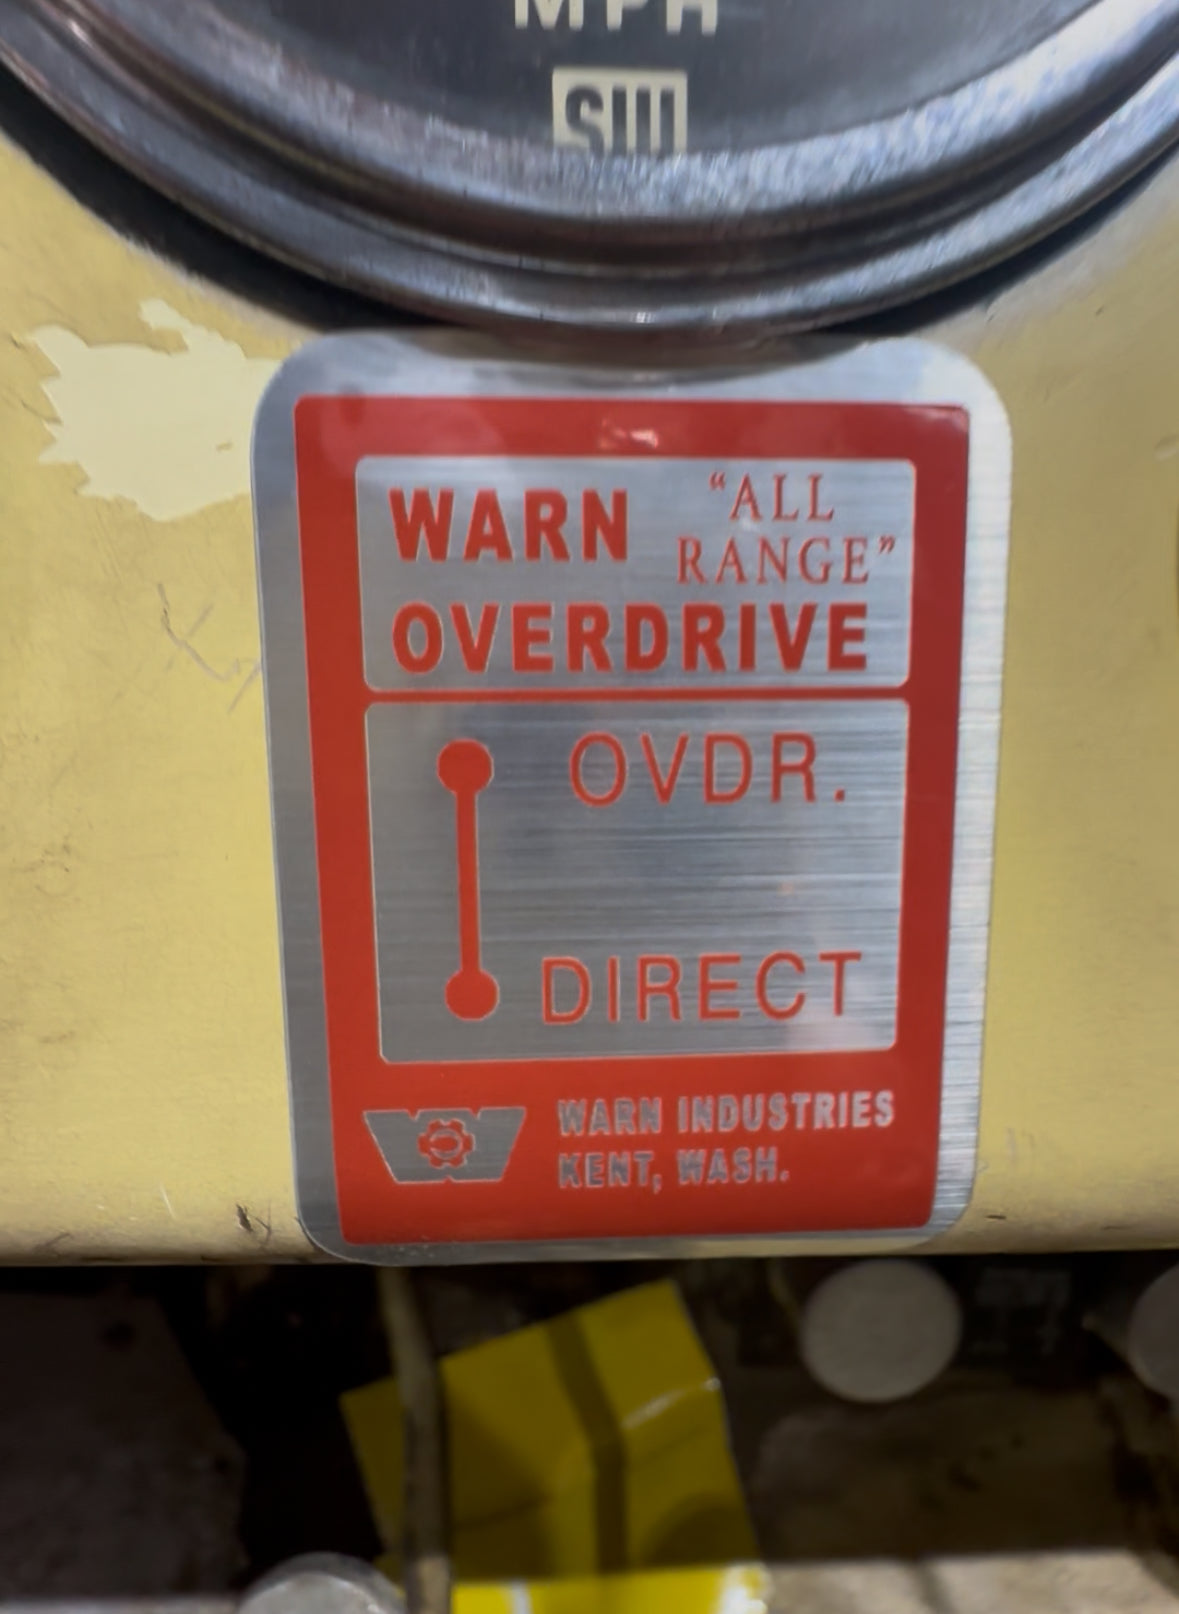 MPH
SW
WARN "ALL
RANGE"
OVERDRIVE
OVDR.
DIRECT
WARN INDUSTRIES
KENT, WASH.